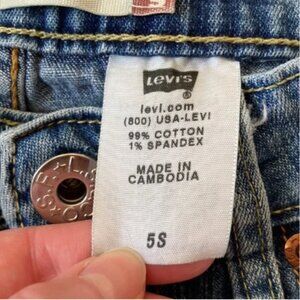 LEVI'S
®
levi.com
(800) USA-LEVI
99% COTTON
1% SPANDEX
MADE IN
CAMBODIA
5S